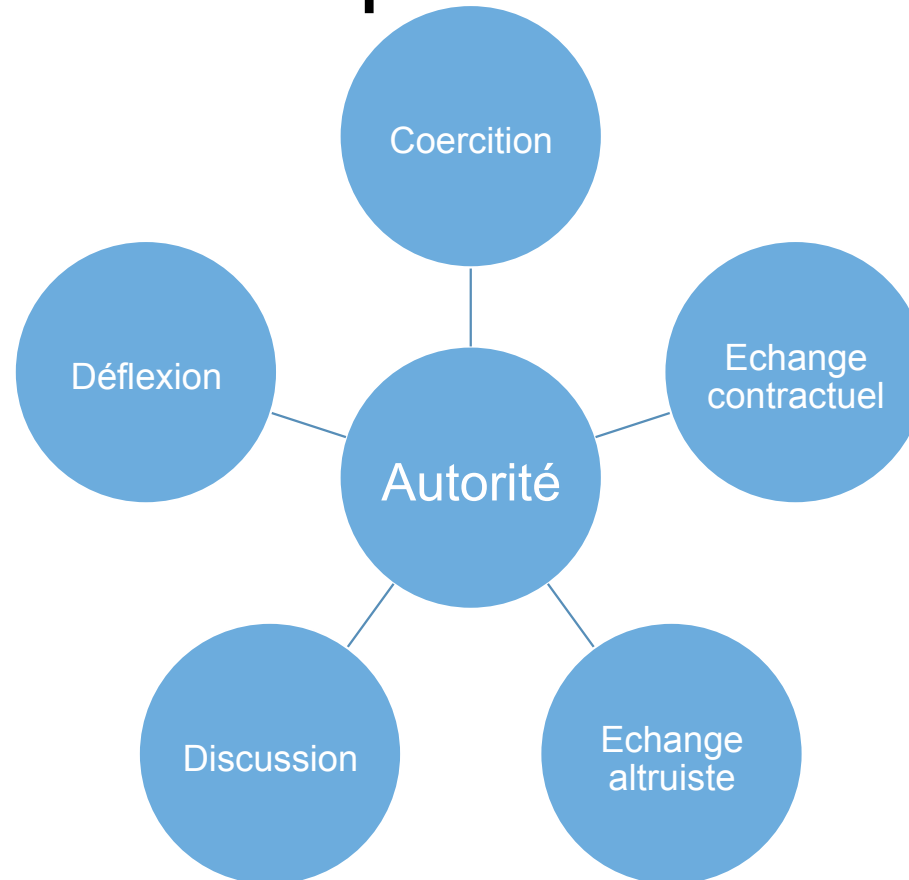 Coercition
Echange
contractuel
Déflexion
Autorité
Echange
altruiste
Discussion